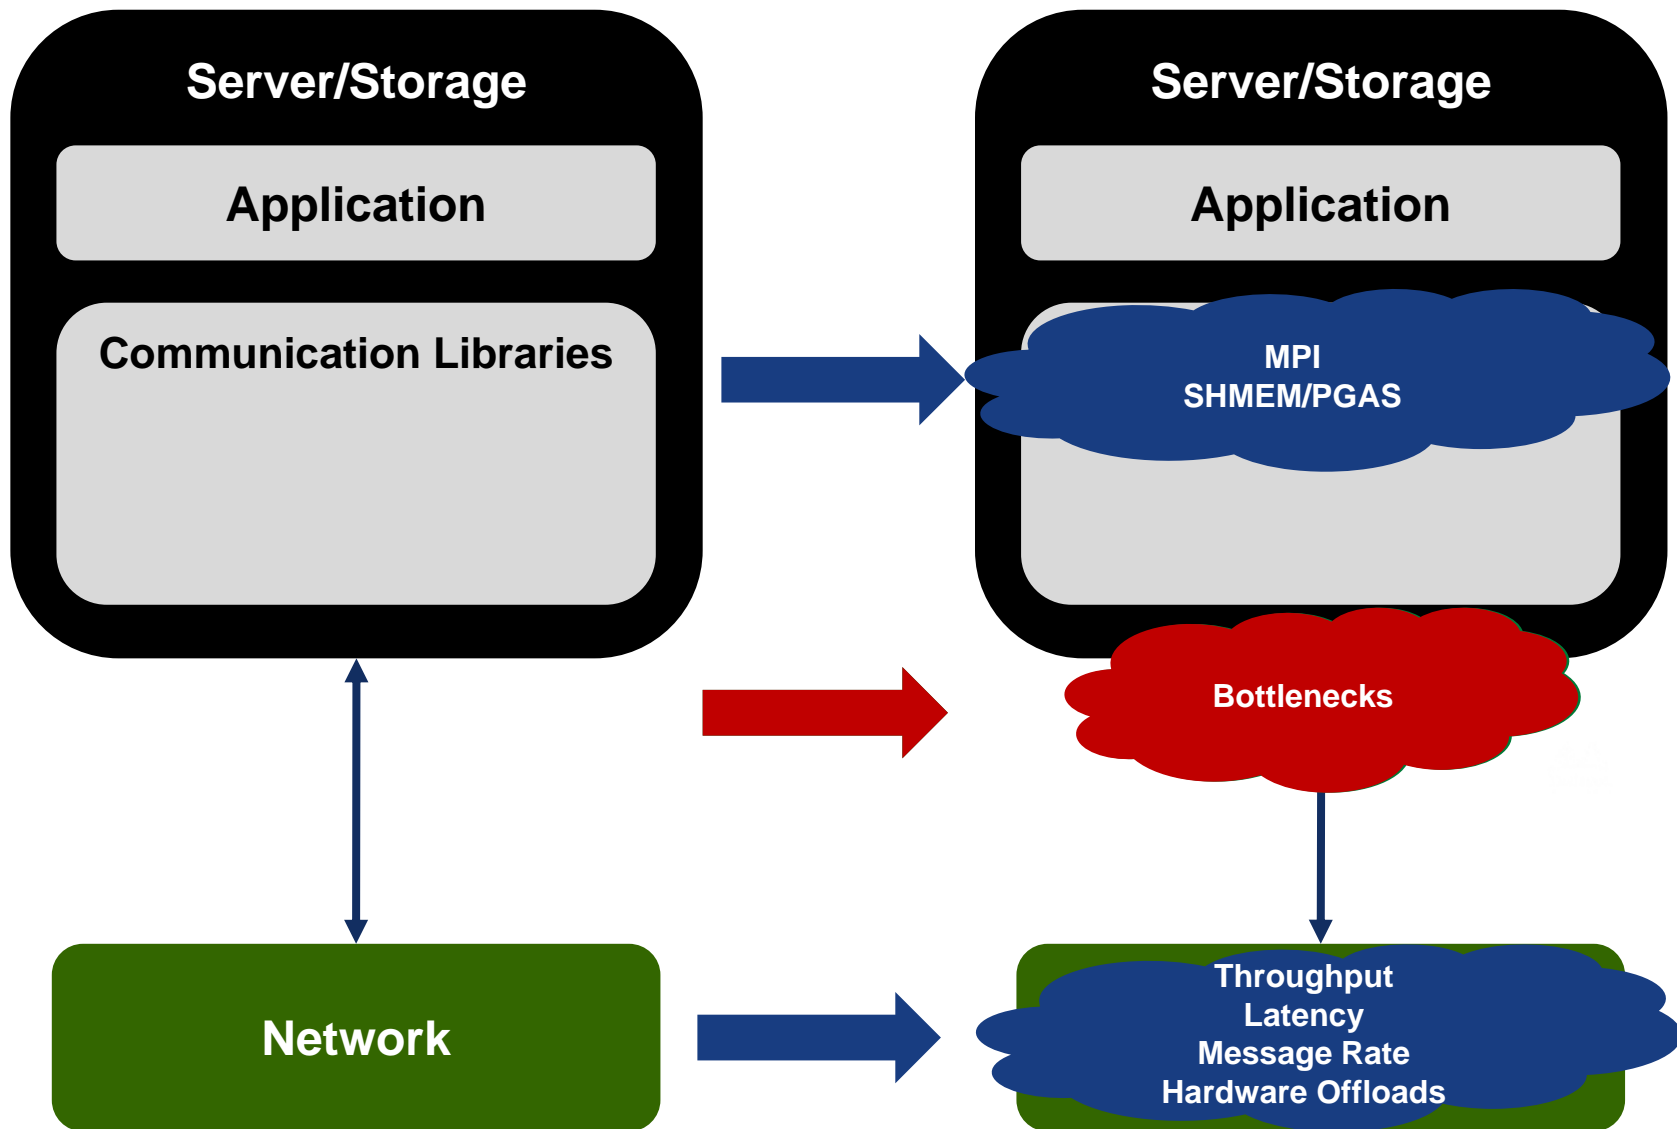 Server/Storage
Application
Communication Libraries
Network
Server/Storage
Application
MPI
SHMEM/PGAS
Bottlenecks
Throughput
Latency
Message Rate
Hardware Offloads